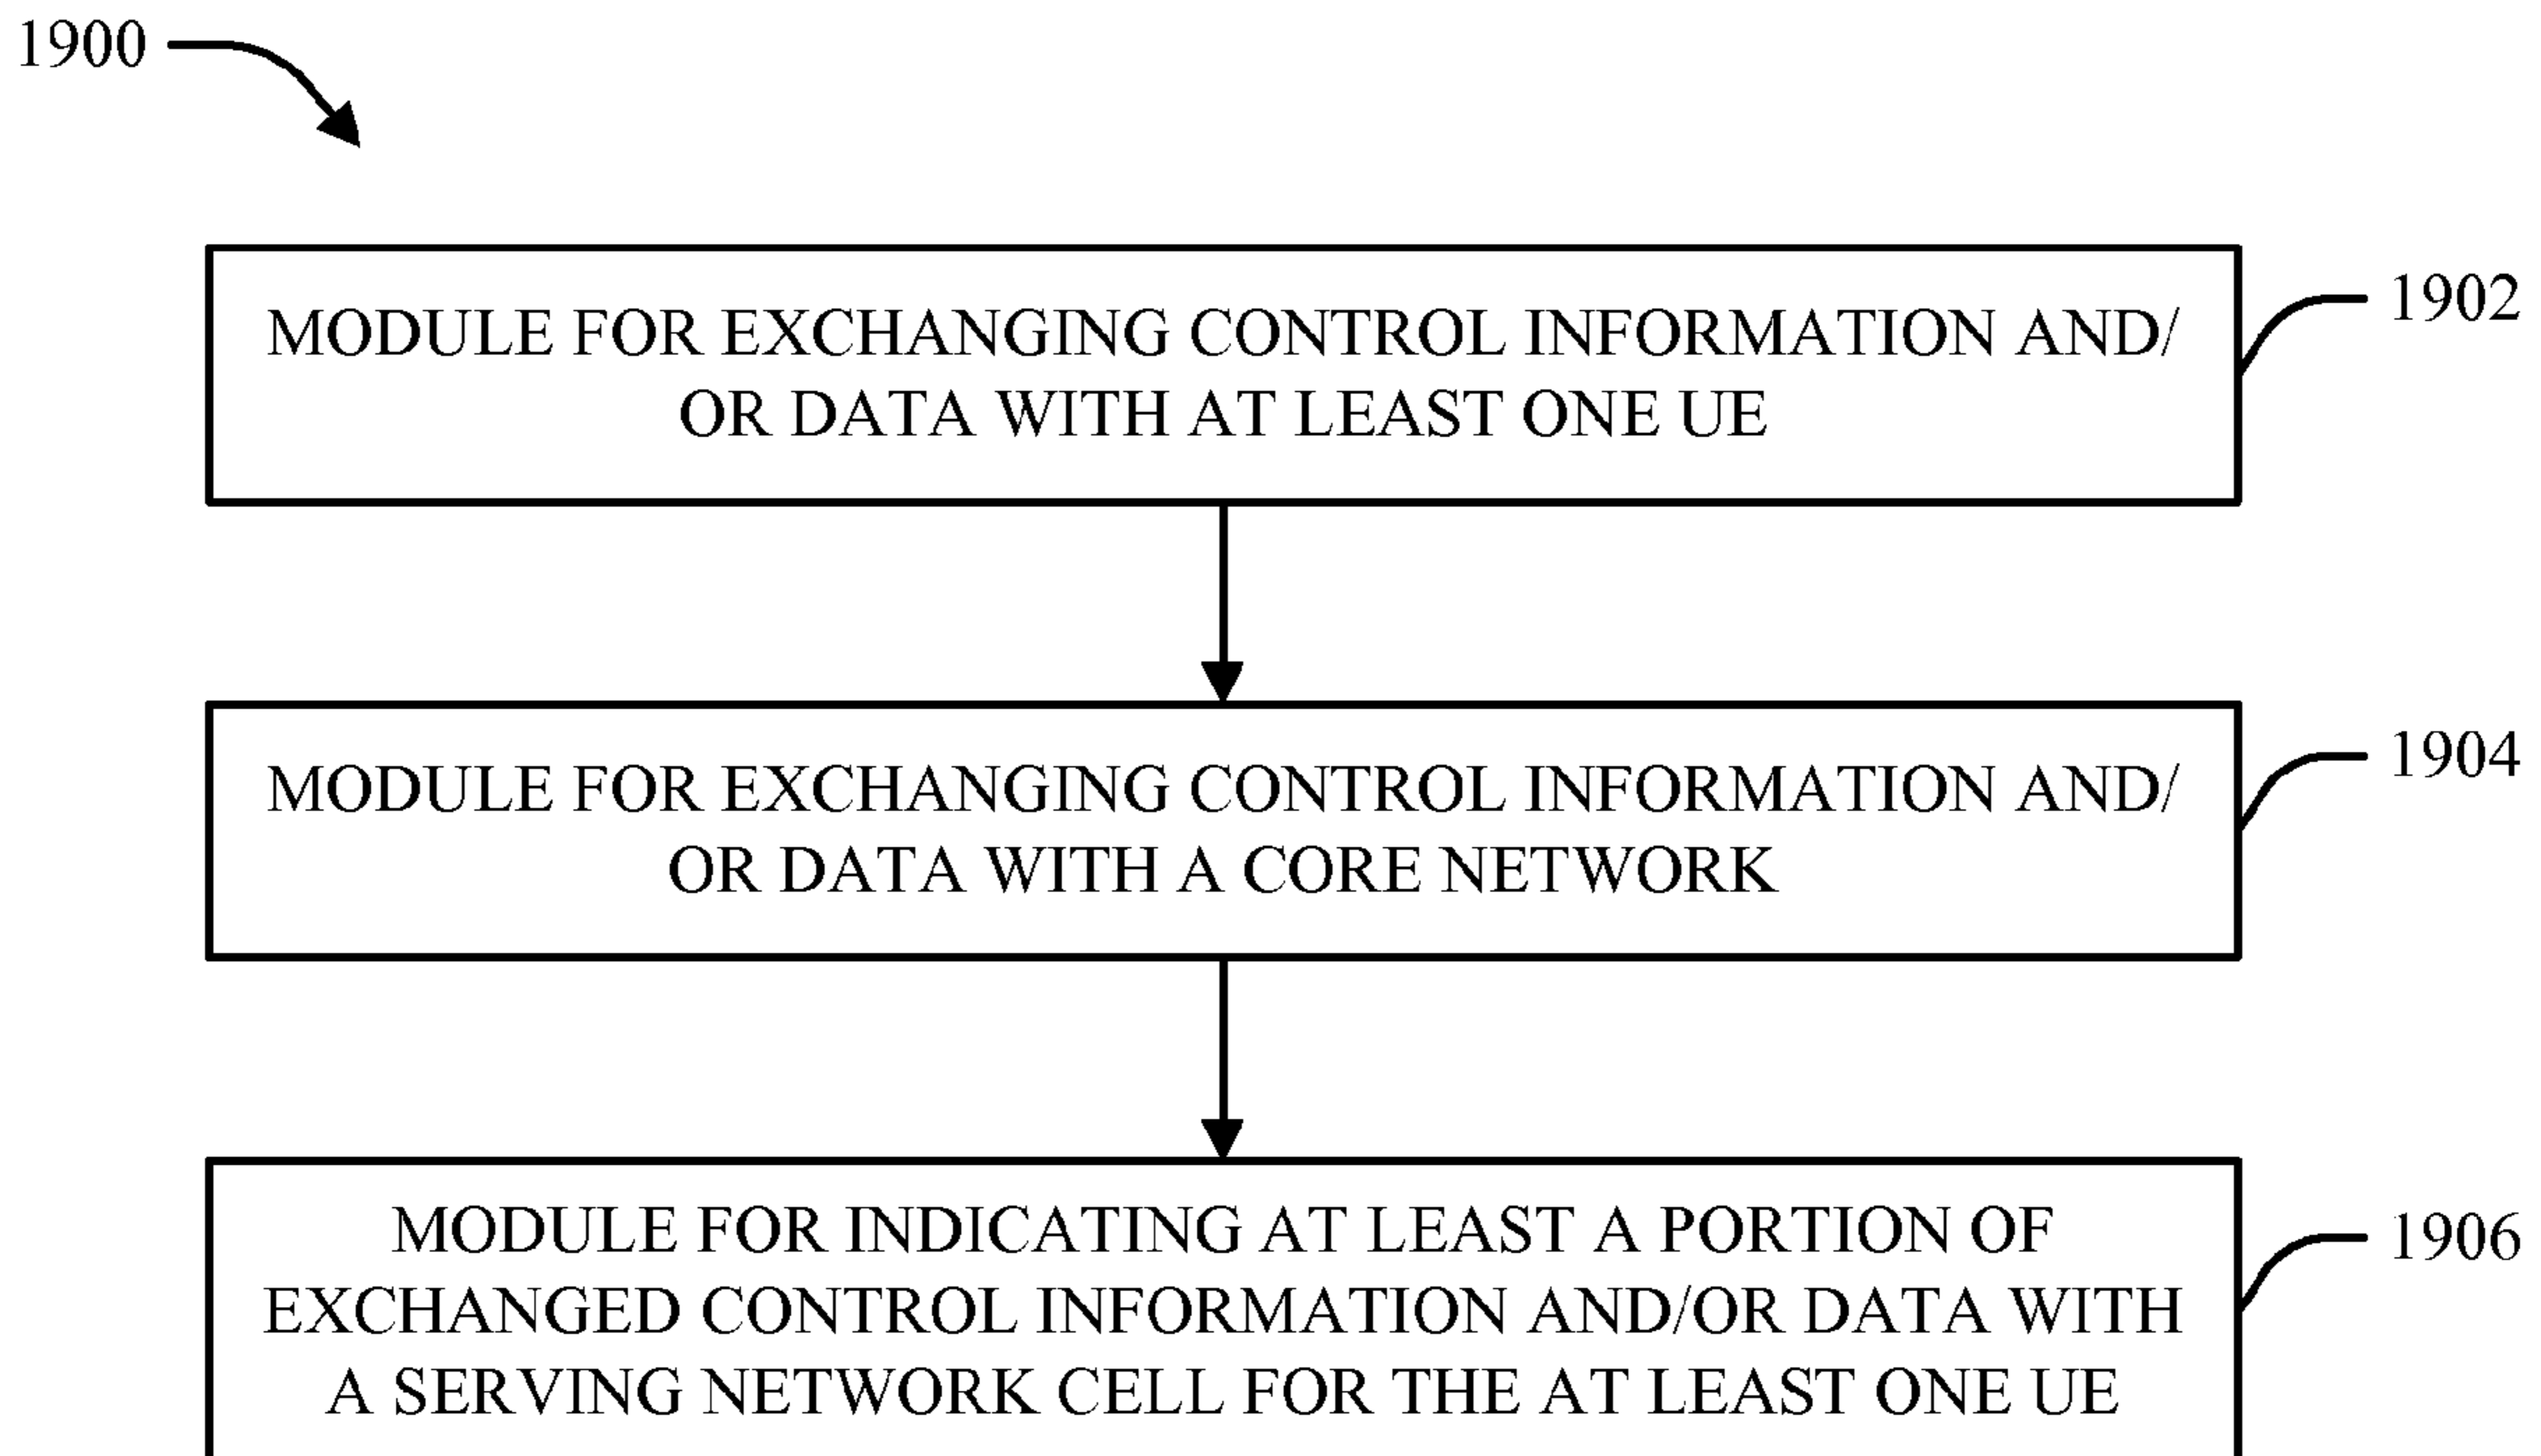 1900
MODULE FOR EXCHANGING CONTROL INFORMATION AND/
OR DATA WITH AT LEAST ONE UE
1902
MODULE FOR EXCHANGING CONTROL INFORMATION AND/
OR DATA WITH A CORE NETWORK
1904
MODULE FOR INDICATING AT LEAST A PORTION OF
EXCHANGED CONTROL INFORMATION AND/OR DATA WITH
A SERVING NETWORK CELL FOR THE AT LEAST ONE UE
1906